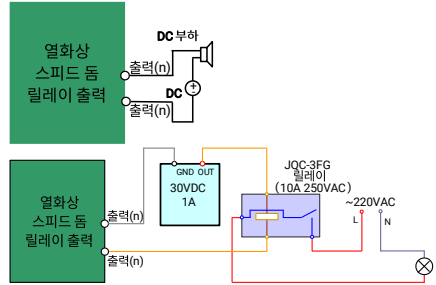 DC 부하
열화상
스피드 돔
릴레이 출력
출력(n)
DC
출력(n)
GND OUT
30VDC
1A
JQC-3FG
릴레이
(10A 250VAC)
~220VAC
L
N
열화상
스피드 돔
릴레이 출력
출력(n)
출력(n)